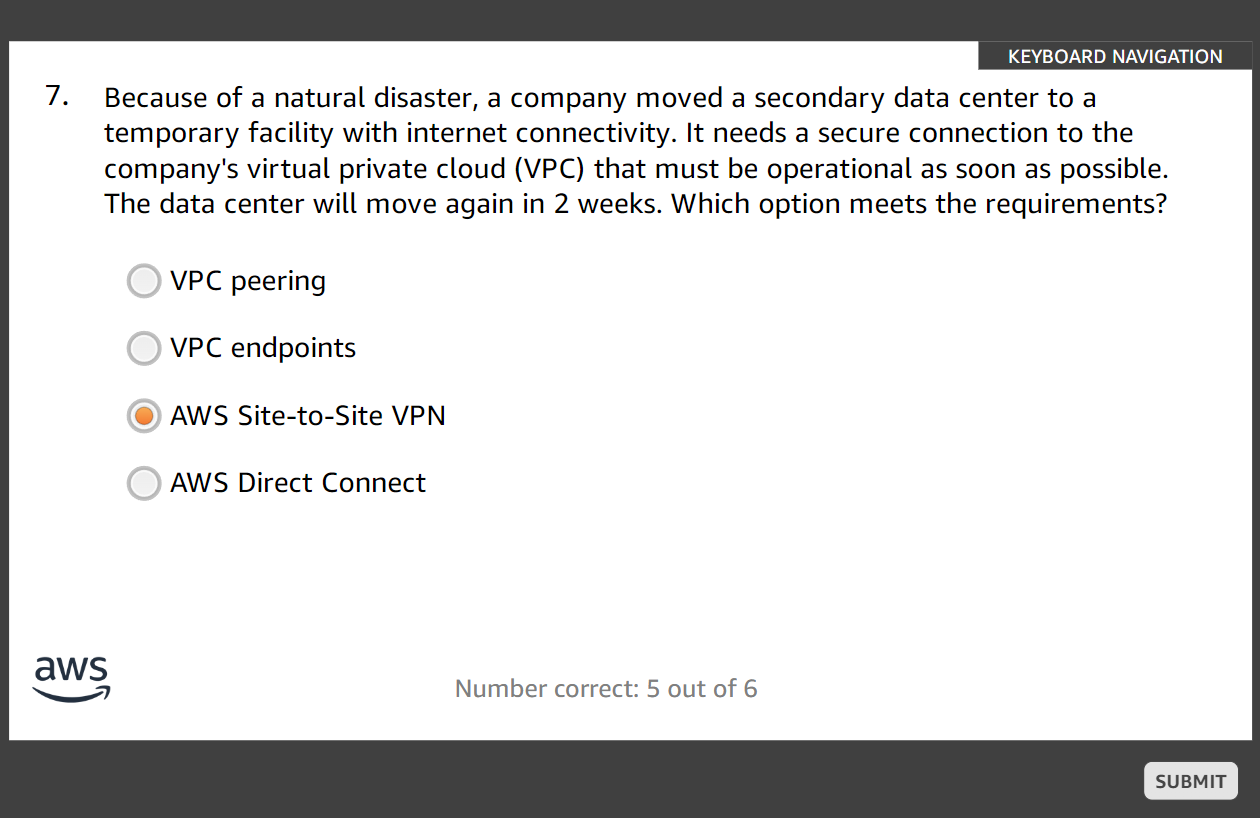 KEYBOARD NAVIGATION
7. Because of a natural disaster, a company moved a secondary data center to a
temporary facility with internet connectivity. It needs a secure connection to the
company's virtual private cloud (VPC) that must be operational as soon as possible.
The data center will move again in 2 weeks. Which option meets the requirements?
VPC peering
VPC endpoints
AWS Site-to-Site VPN
AWS Direct Connect
aws
Number correct: 5 out of 6
SUBMIT